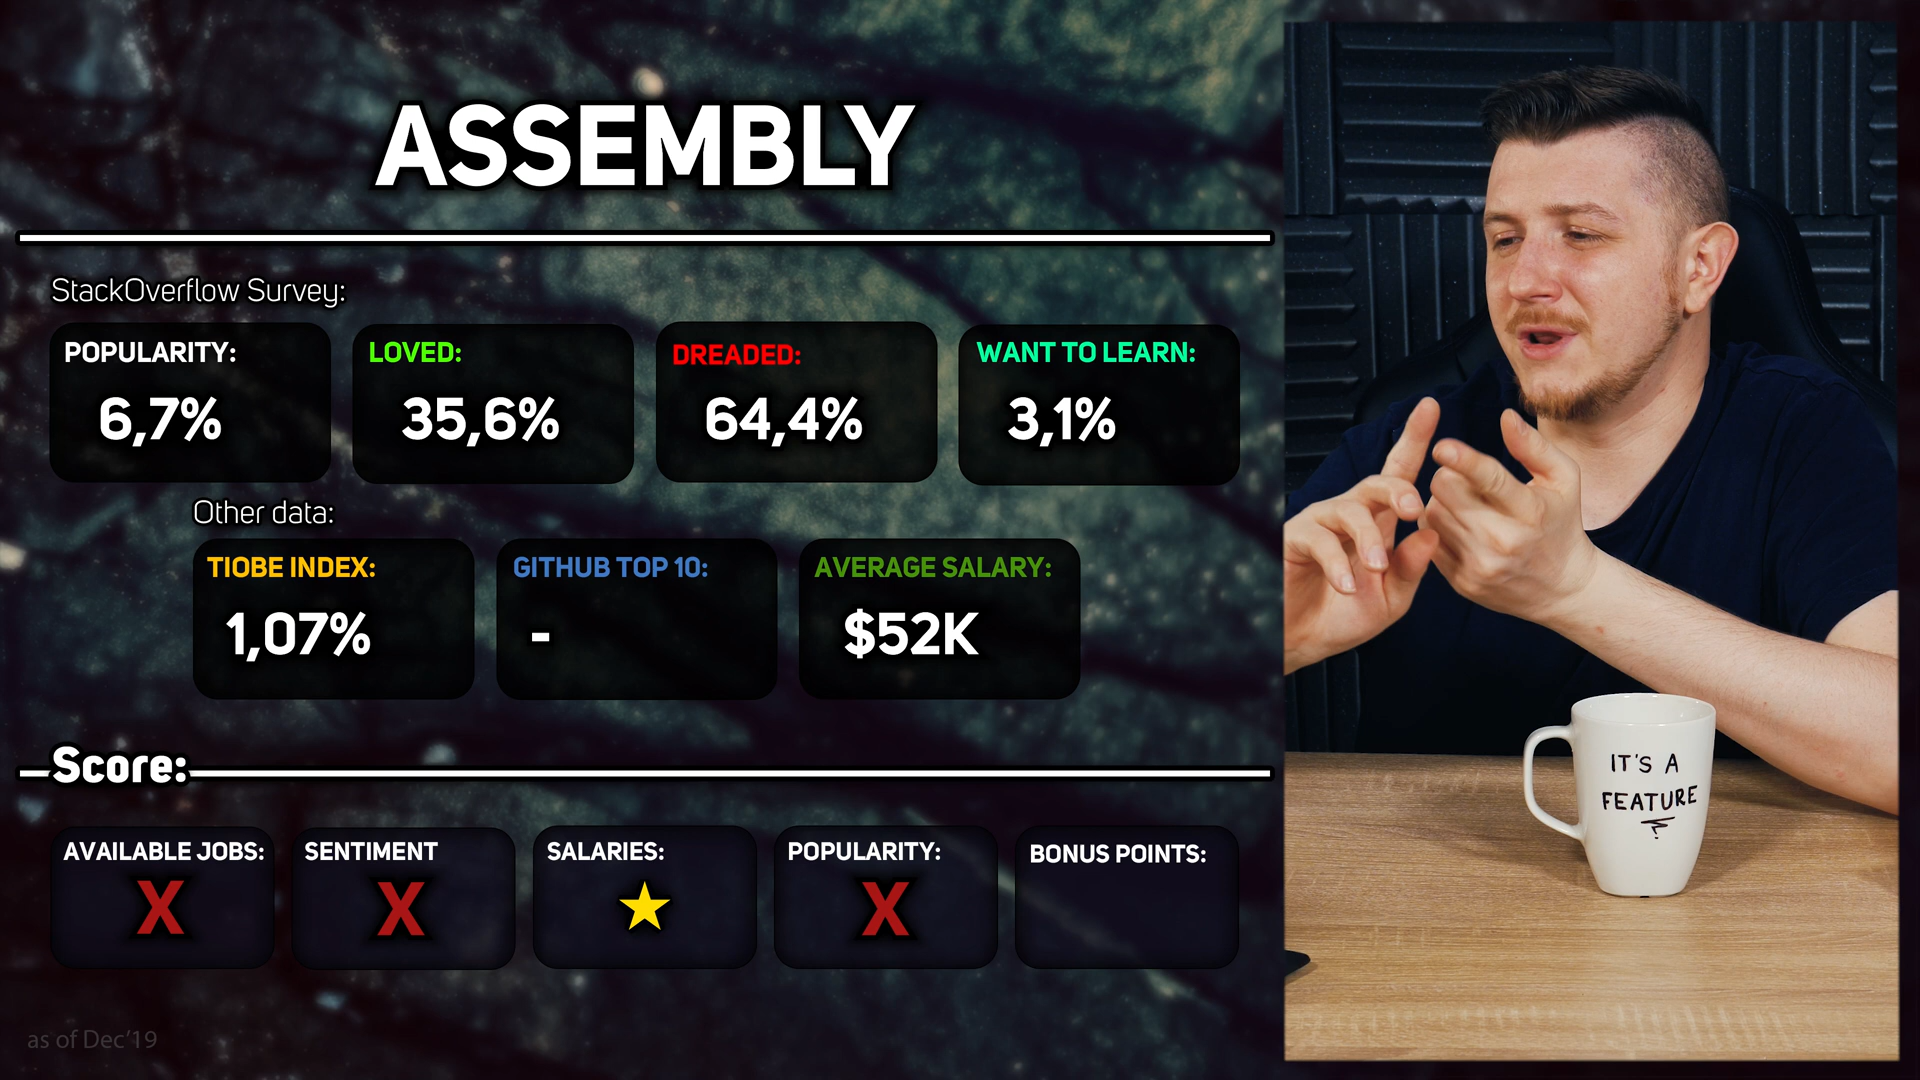 ASSEMBLY
StackOverflow Survey:
POPULARITY:
6,7%
LOVED:
35,6%
DREADED:
64,4%
WANT TO LEARN:
3,1%
Other data:
TIOBE INDEX:
1,07%
GITHUB TOP 10:
-
AVERAGE SALARY:
$52K
Score:
AVAILABLE JOBS:
X
SENTIMENT
X
SALARIES:
POPULARITY:
X
BONUS POINTS:
as of Dec'19
IT'S A
FEATURE